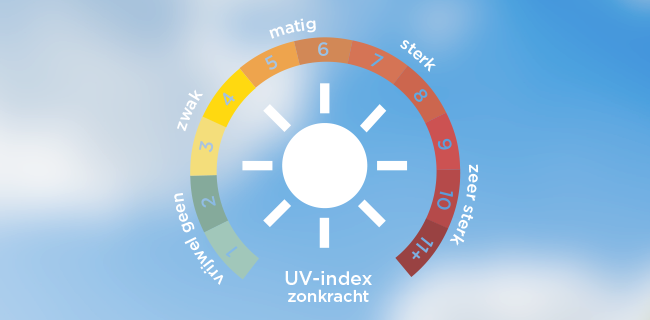 vrijwel geen
zwak
matig
sterk
zeer sterk
1
2
3
4
5
6
7
8
9
10
11+
UV-index
zonkracht